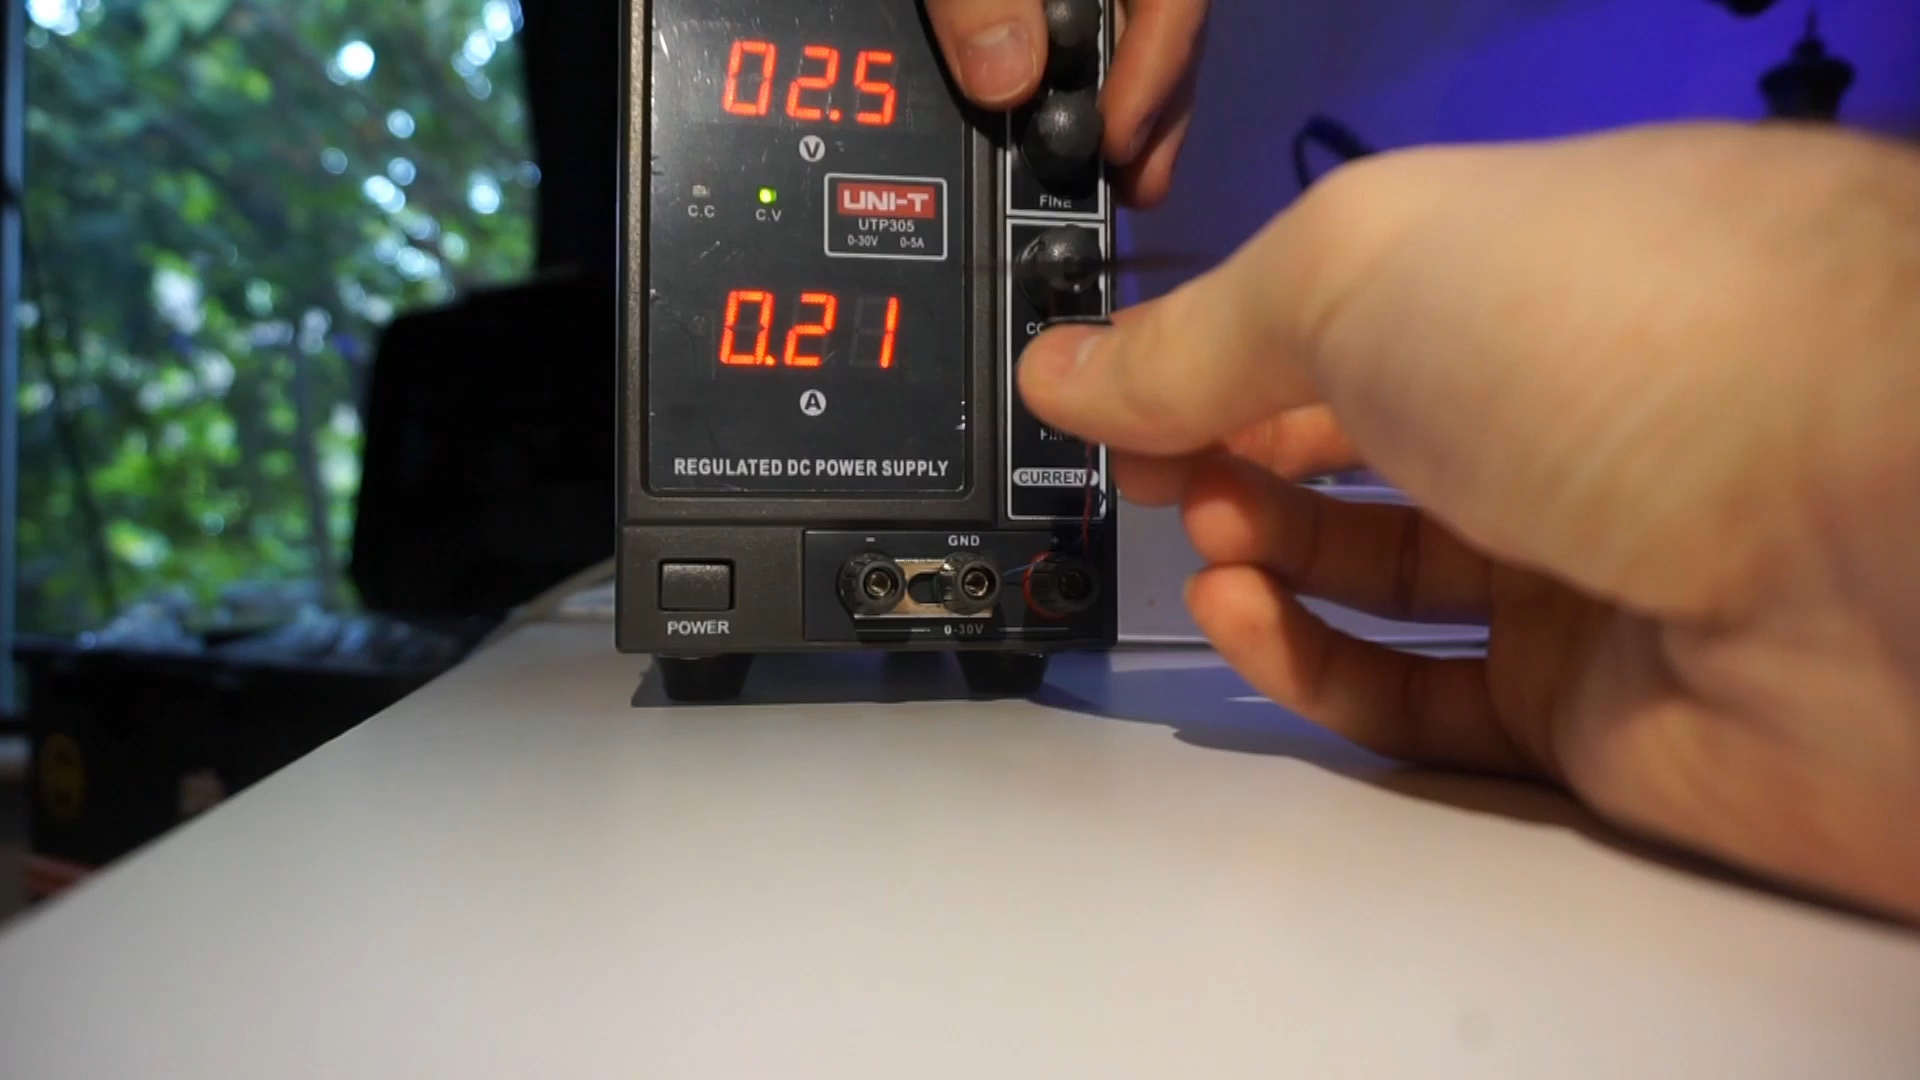 02.5
V
C.C
C.V
UNI-T
UTP305
0-30V 0-5A
FINE
0.21
A
REGULATED DC POWER SUPPLY
CURRENT
- GND +
POWER
0-30V